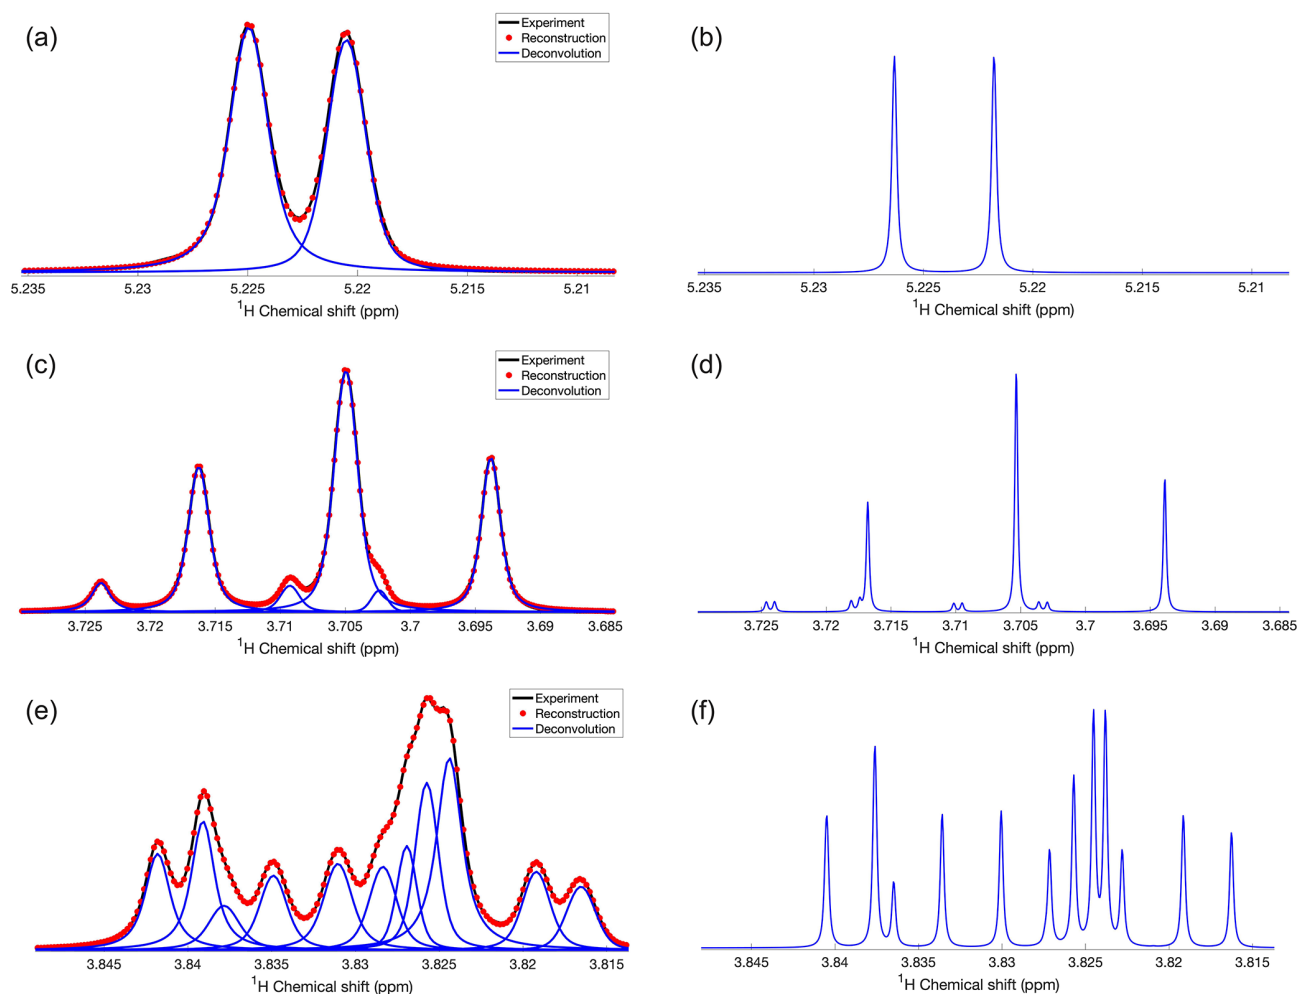 (a)
Experiment
Reconstruction
Deconvolution
5.235 5.23 5.225 5.22 5.215 5.21
1H Chemical shift (ppm)
(b)
5.235 5.23 5.225 5.22 5.215 5.21
1H Chemical shift (ppm)
(c)
Experiment
Reconstruction
Deconvolution
3.725 3.72 3.715 3.71 3.705 3.7 3.695 3.69 3.685
1H Chemical shift (ppm)
(d)
3.725 3.72 3.715 3.71 3.705 3.7 3.695 3.69 3.685
1H Chemical shift (ppm)
(e)
Experiment
Reconstruction
Deconvolution
3.845 3.84 3.835 3.83 3.825 3.82 3.815
1H Chemical shift (ppm)
(f)
3.845 3.84 3.835 3.83 3.825 3.82 3.815
1H Chemical shift (ppm)